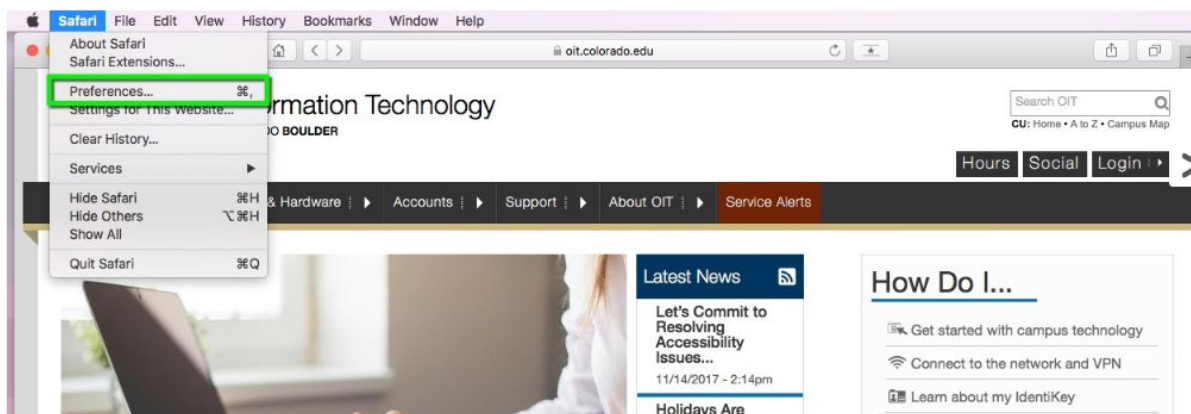 Safari File Edit View History Bookmarks Window Help
About Safari
Safari Extensions...
Preferences... ⌘,
Settings for This Website...
Clear History...
Services ▶
Hide Safari ⌘H
Hide Others ⌥⌘H
Show All
Quit Safari ⌘Q
oit.colorado.edu
rmation Technology
DO BOULDER
Search OIT
CU: Home • A to Z • Campus Map
Hours Social Login
& Hardware Accounts Support About OIT Service Alerts
Latest News
Let's Commit to
Resolving
Accessibility
Issues...
11/14/2017 - 2:14pm
Holidays Are
How Do I...
Get started with campus technology
Connect to the network and VPN
Learn about my IdentiKey